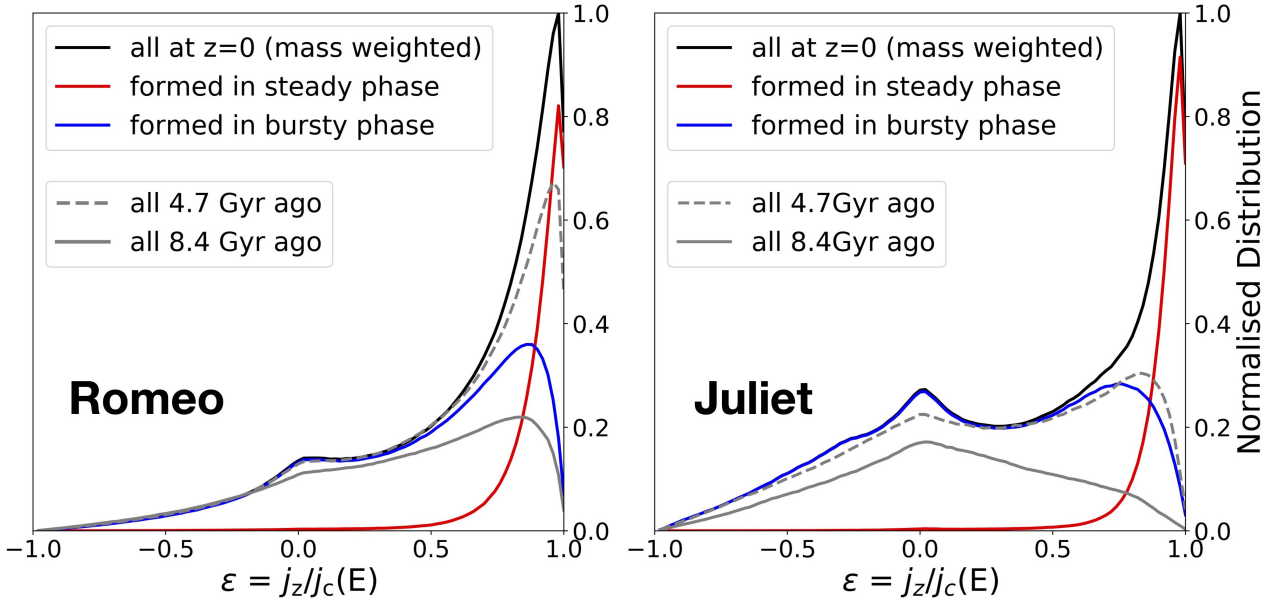 all at z=0 (mass weighted)
formed in steady phase
formed in bursty phase
all 4.7 Gyr ago
all 8.4 Gyr ago
Romeo
1.0
0.8
0.6
0.4
0.2
0.0
−1.0
−0.5
0.0
0.5
1.0
ε = jz/jc(E)
all at z=0 (mass weighted)
formed in steady phase
formed in bursty phase
all 4.7Gyr ago
all 8.4Gyr ago
Juliet
1.0
0.8
0.6
0.4
0.2
0.0
−1.0
−0.5
0.0
0.5
1.0
ε = jz/jc(E)
Normalised Distribution